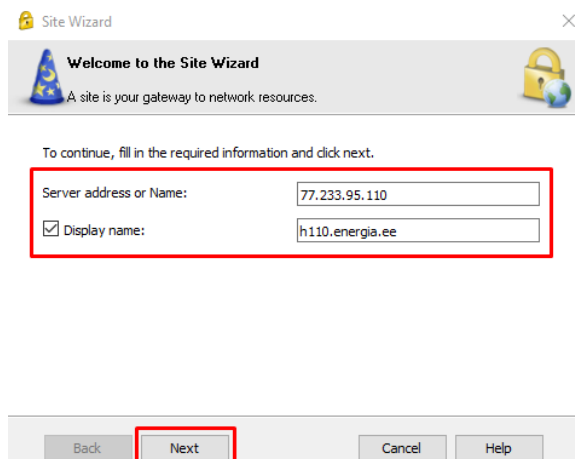 Site Wizard
Welcome to the Site Wizard
A site is your gateway to network resources.
To continue, fill in the required information and click next.
Server address or Name: 77.233.95.110
Display name: h110.energia.ee
Back Next Cancel Help